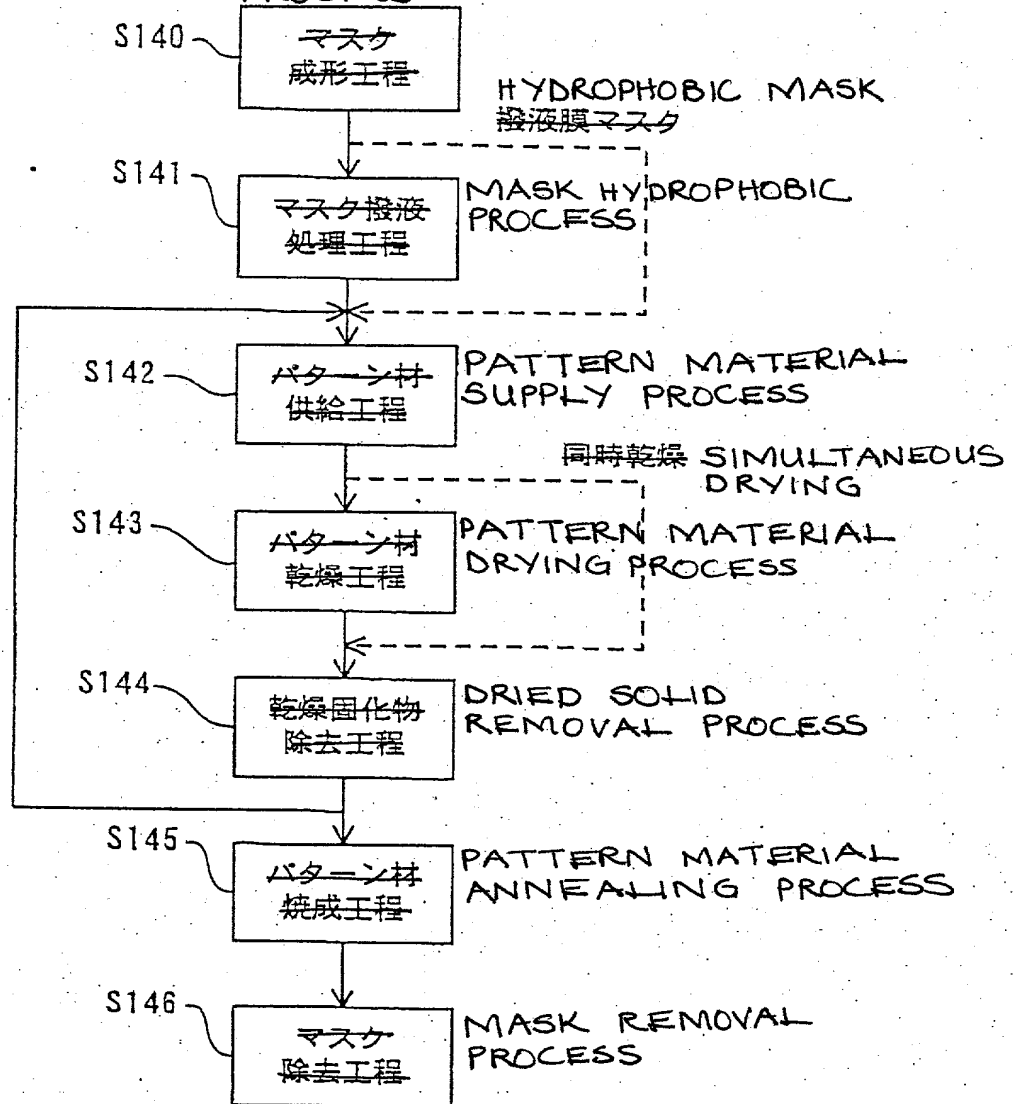 S140
マスク
成形工程
HYDROPHOBIC MASK
撥液膜マスク
S141
マスク撥液
処理工程
MASK HYDROPHOBIC
PROCESS
S142
パターン材
供給工程
PATTERN MATERIAL
SUPPLY PROCESS
同時乾燥 SIMULTANEOUS
DRYING
S143
パターン材
乾燥工程
PATTERN MATERIAL
DRYING PROCESS
S144
乾燥固化物
除去工程
DRIED SOLID
REMOVAL PROCESS
S145
パターン材
焼成工程
PATTERN MATERIAL
ANNEALING PROCESS
S146
マスク
除去工程
MASK REMOVAL
PROCESS